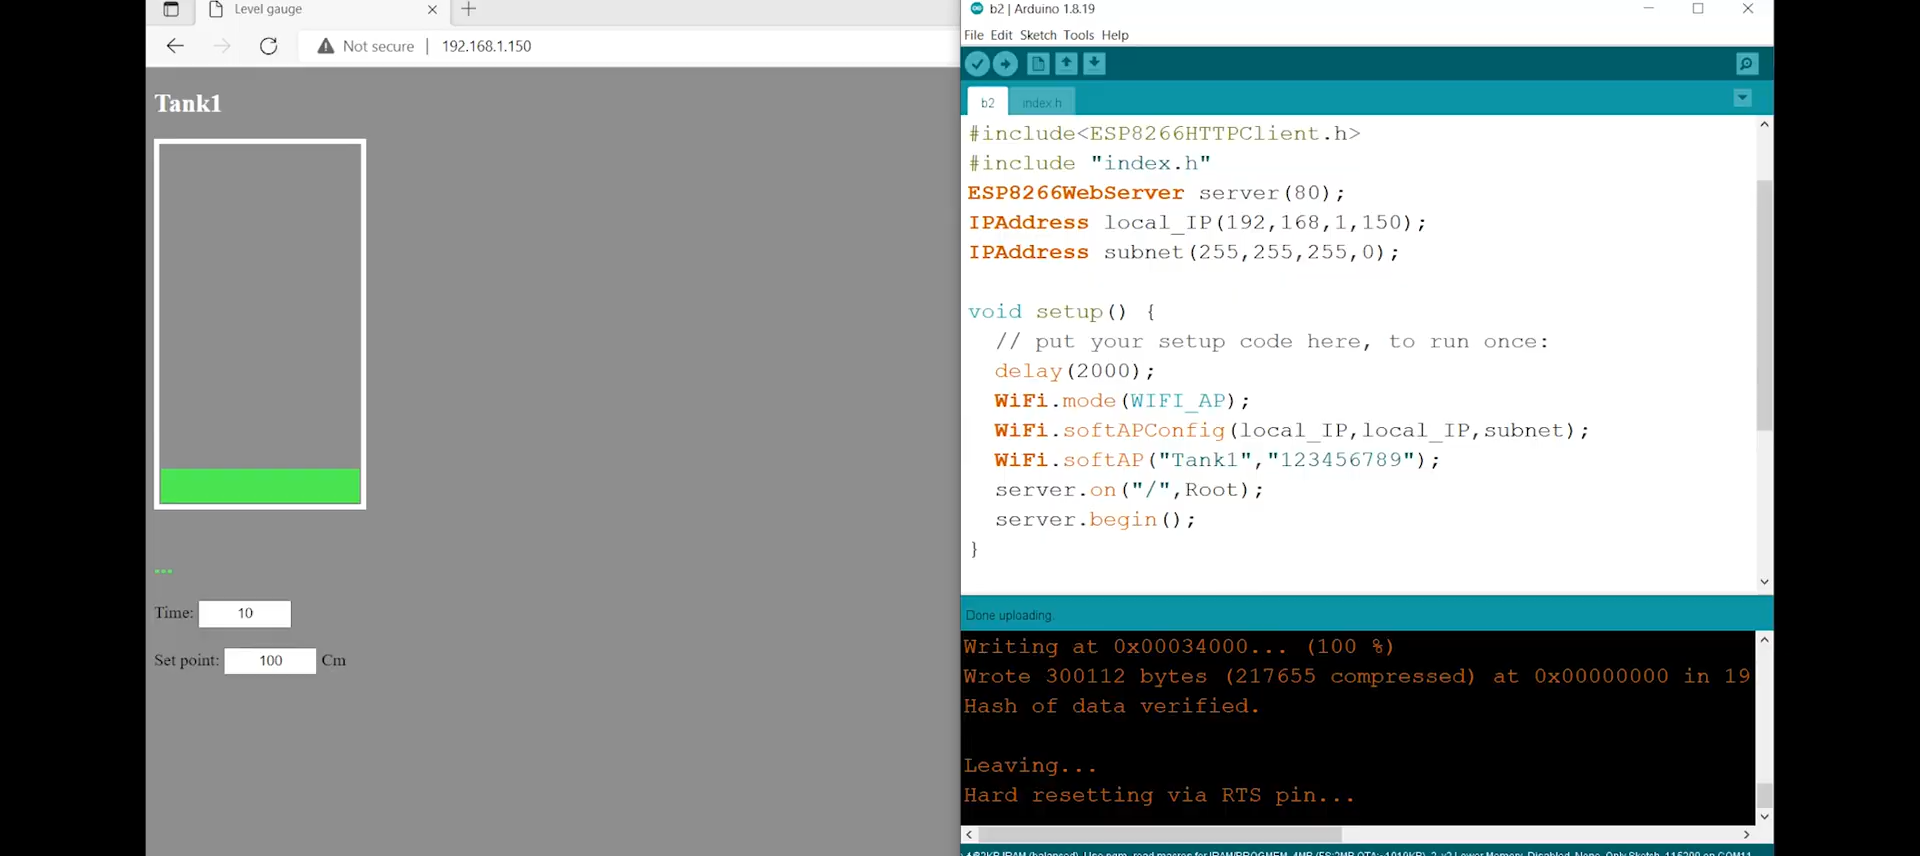 Level gauge
Not secure | 192.168.1.150
Tank1
...
Time: 10
Set point: 100 Cm
b2 | Arduino 1.8.19
File Edit Sketch Tools Help
b2 index.h
#include<ESP8266HTTPClient.h>
#include "index.h"
ESP8266WebServer server(80);
IPAddress local_IP(192,168,1,150);
IPAddress subnet(255,255,255,0);
void setup() {
// put your setup code here, to run once:
delay(2000);
WiFi.mode(WIFI_AP);
WiFi.softAPConfig(local_IP,local_IP,subnet);
WiFi.softAP("Tank1","123456789");
server.on("/",Root);
server.begin();
}
Done uploading.
Writing at 0x00034000... (100 %)
Wrote 300112 bytes (217655 compressed) at 0x00000000 in 19
Hash of data verified.
Leaving...
Hard resetting via RTS pin...